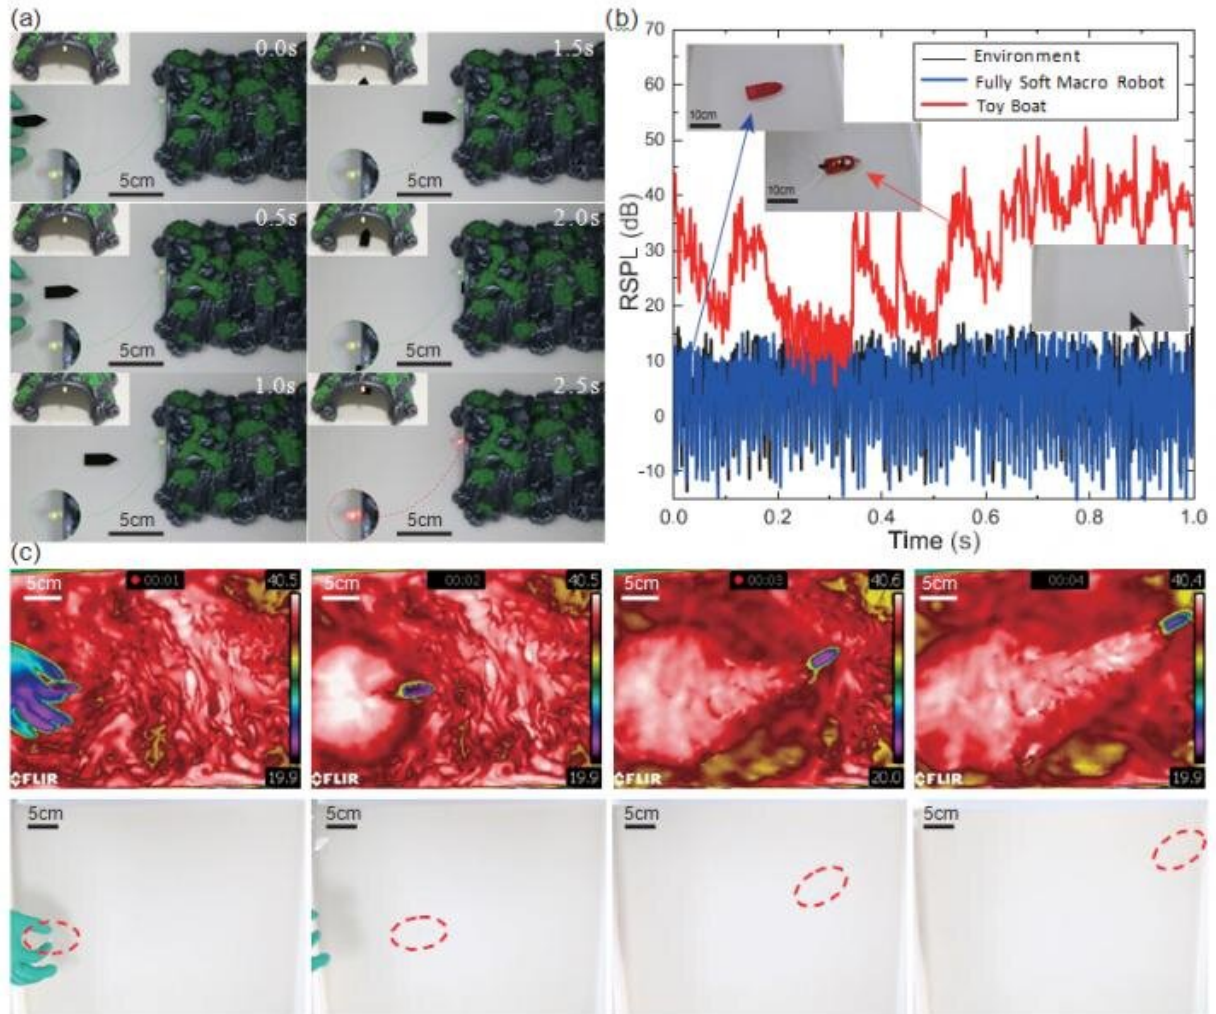 (a)
0.0s
5cm
1.5s
5cm
0.5s
5cm
2.0s
5cm
1.0s
5cm
2.5s
5cm
(b)
Environment
Fully Soft Macro Robot
Toy Boat
10cm
10cm
RSPL (dB)
70
60
50
40
30
20
10
0
-10
0.0 0.2 0.4 0.6 0.8 1.0
Time (s)
(c)
5cm 00:01 40.5
FLIR 19.9
5cm 00:02 40.5
FLIR 19.9
5cm 00:03 40.6
FLIR 20.0
5cm 00:04 40.4
FLIR 19.9
5cm
5cm
5cm
5cm